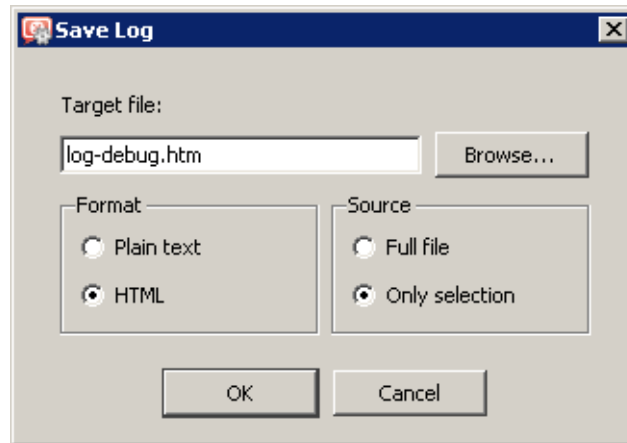 Save Log
Target file:
log-debug.htm
Browse...
Format
Plain text
HTML
Source
Full file
Only selection
OK
Cancel